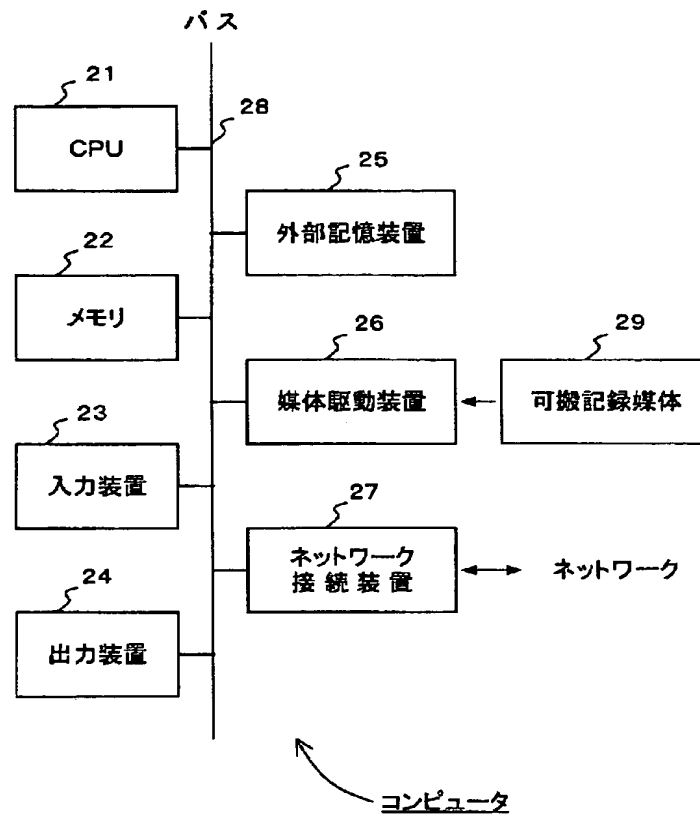 バス
21
28
CPU
25
外部記憶装置
22
メモリ
26
29
媒体駆動装置
可搬記録媒体
23
入力装置
27
ネットワーク
接続装置
ネットワーク
24
出力装置
コンピュータ